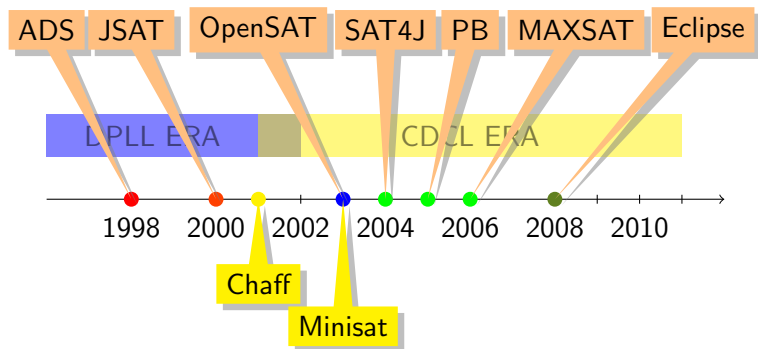 ADS JSAT OpenSAT SAT4J PB MAXSAT Eclipse
DPLL ERA CDCL ERA
1998 2000 2002 2004 2006 2008 2010
Chaff
Minisat